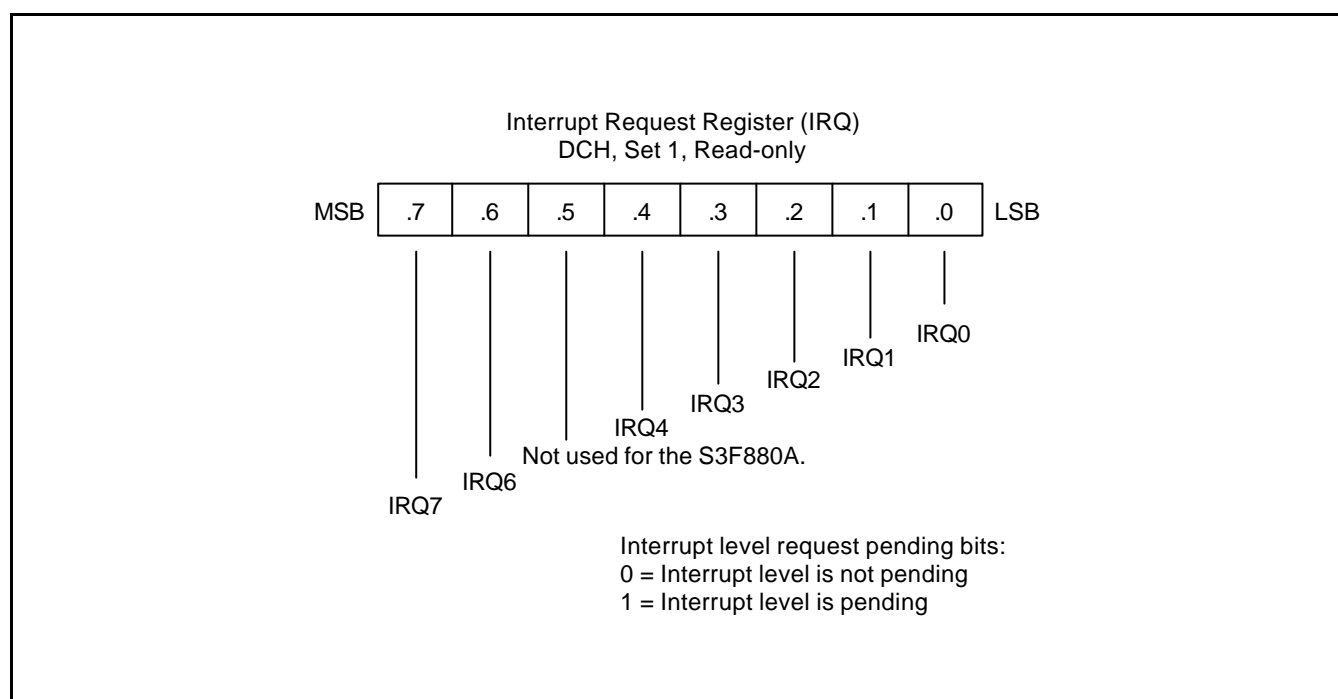 Interrupt Request Register (IRQ)
DCH, Set 1, Read-only
MSB .7 .6 .5 .4 .3 .2 .1 .0 LSB
IRQ0
IRQ1
IRQ2
IRQ3
IRQ4
Not used for the S3F880A.
IRQ6
IRQ7
Interrupt level request pending bits:
0 = Interrupt level is not pending
1 = Interrupt level is pending